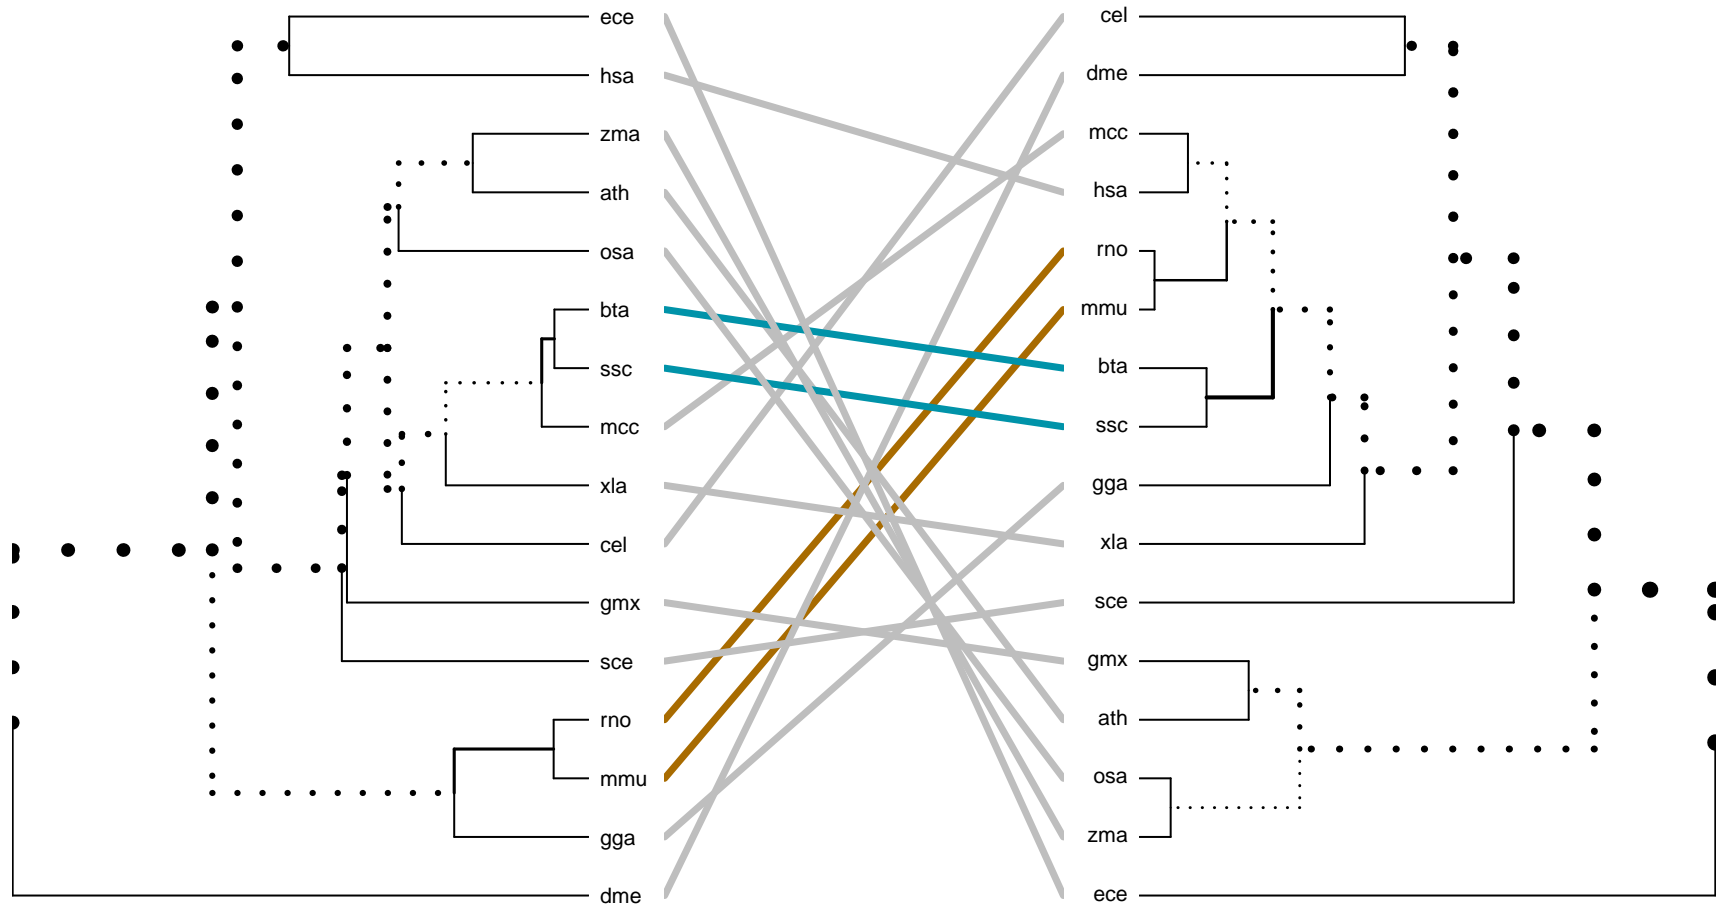 ece
hsa
zma
ath
osa
bta
ssc
mcc
xla
cel
gmx
sce
rno
mmu
gga
dme
cel
dme
mcc
hsa
rno
mmu
bta
ssc
gga
xla
sce
gmx
ath
osa
zma
ece